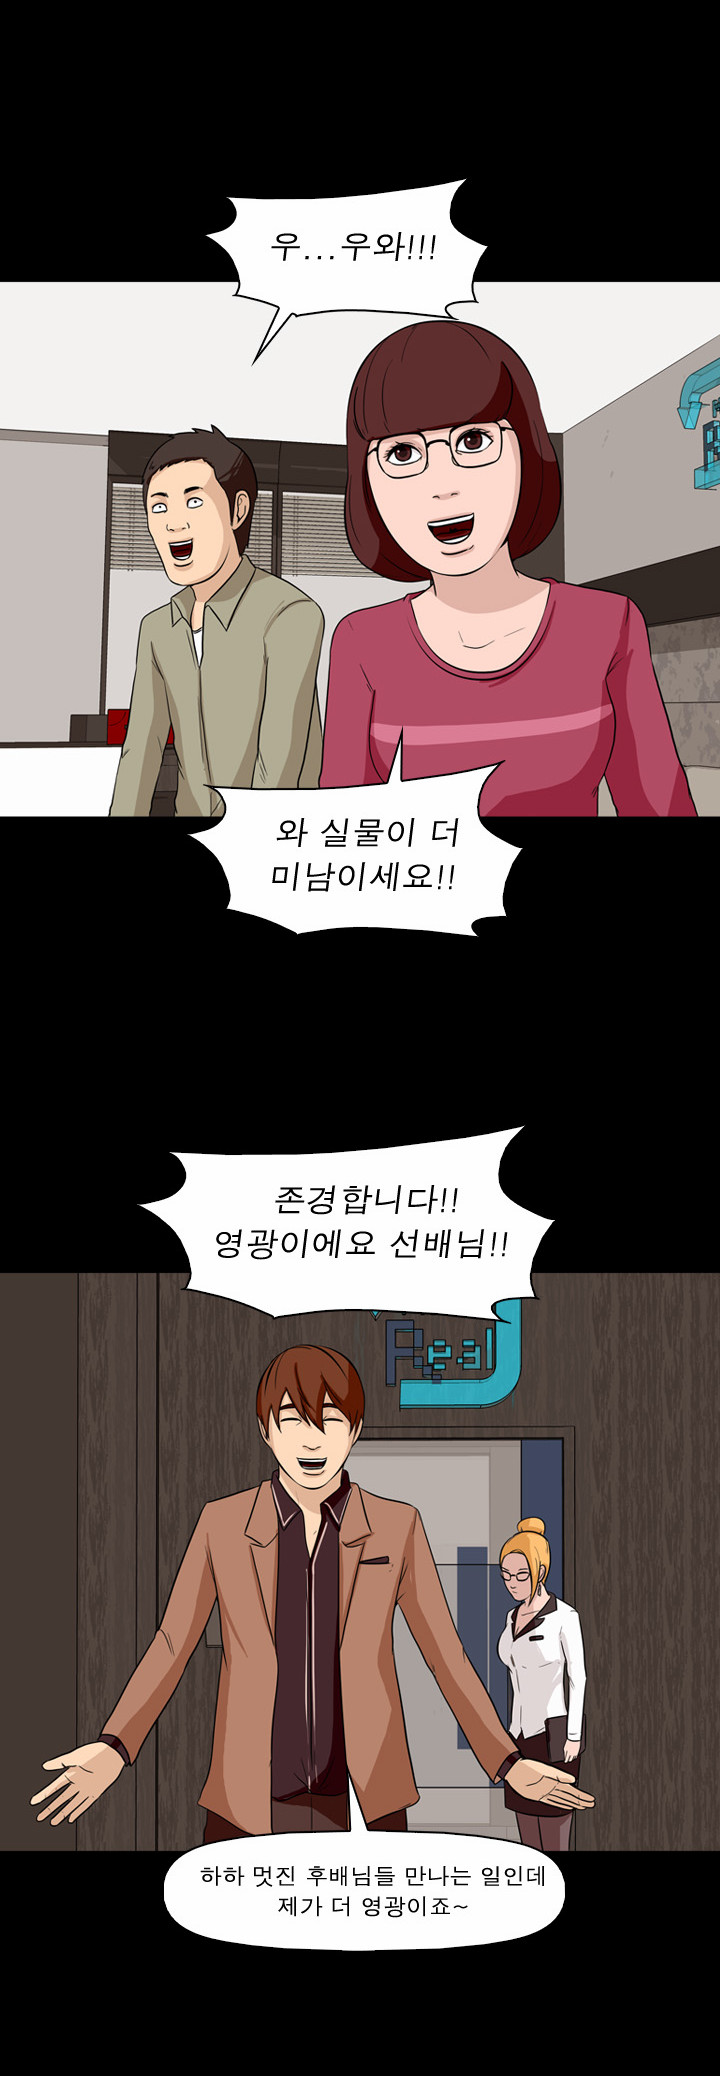 우...우와!!!
와 실물이 더
미남이세요!!
존경합니다!!
영광이에요 선배님!!
Real
하하 멋진 후배님들 만나는 일인데
제가 더 영광이죠~